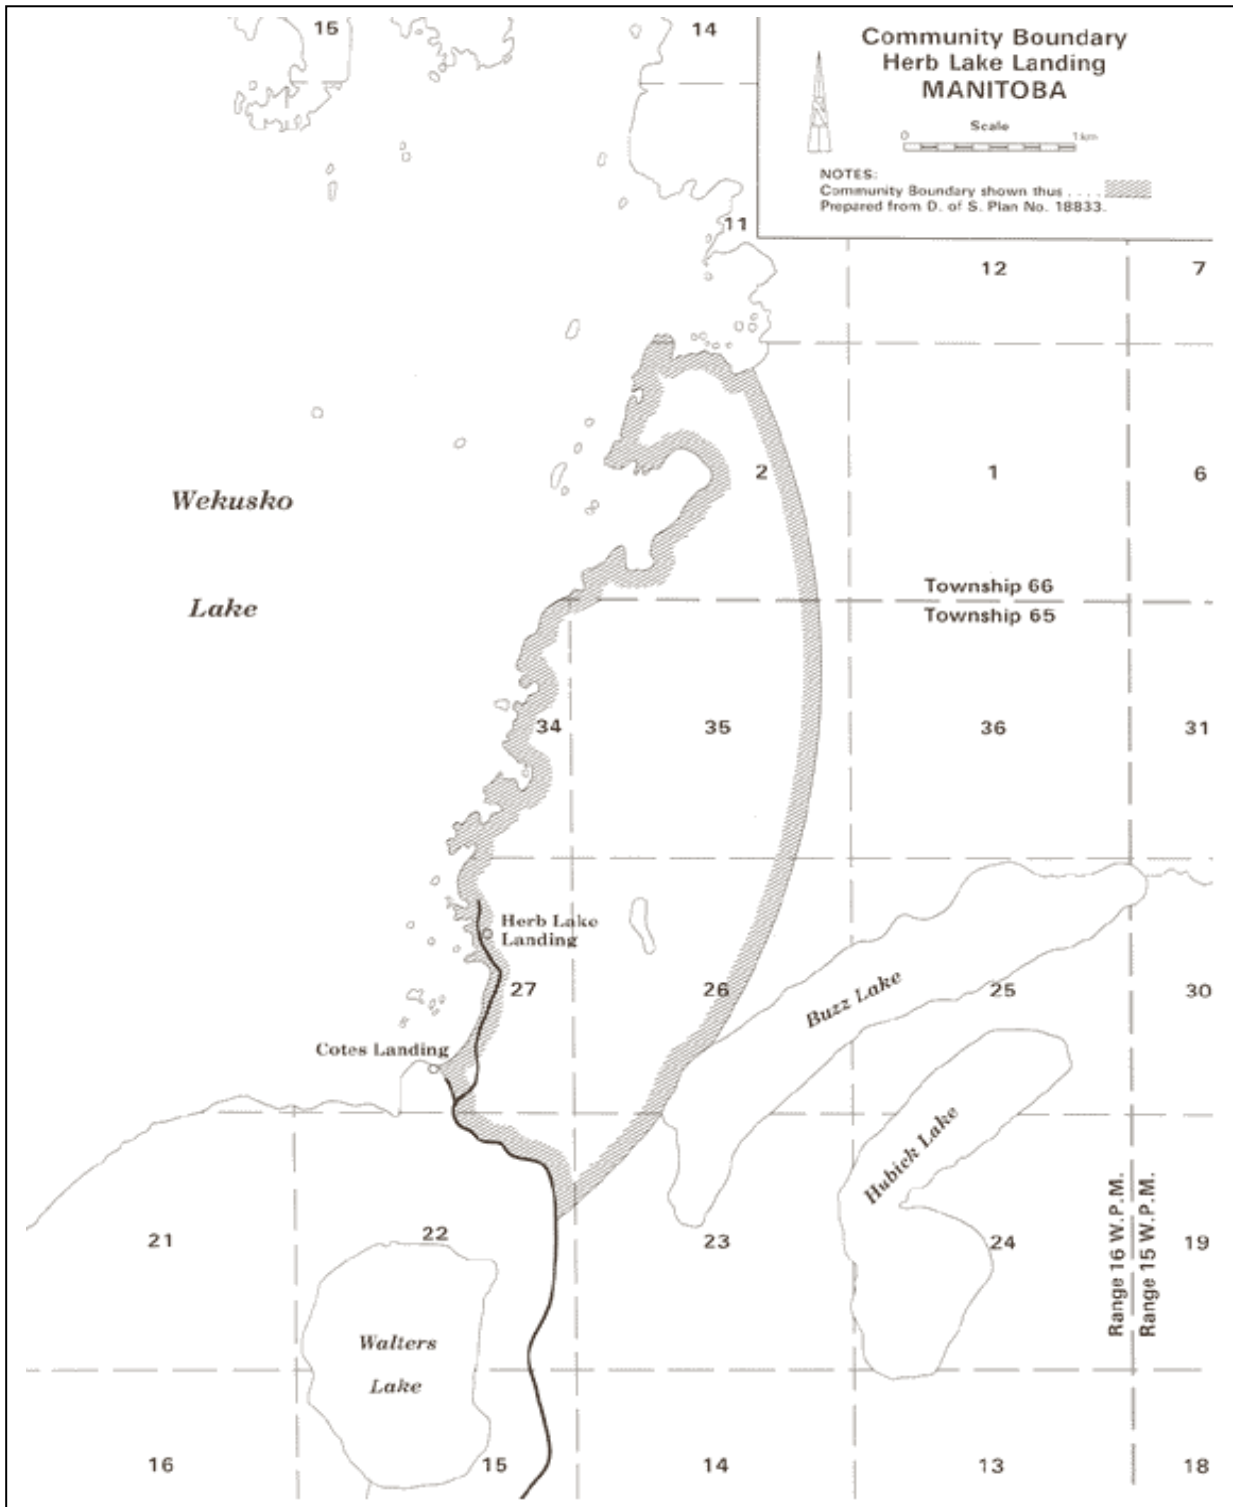 15
14
Community Boundary
Herb Lake Landing
MANITOBA
Scale
0 1 km
NOTES:
Community Boundary shown thus ....
Prepared from D. of S. Plan No. 18833.
11
12
7
2
1
6
Wekusko
Lake
Township 66
Township 65
34
35
36
31
Herb Lake
Landing
27
26
Buzz Lake
25
30
Cotes Landing
Hubick Lake
21
22
23
24
Range 16 W.P.M.
Range 15 W.P.M.
19
Walters
Lake
16
15
14
13
18